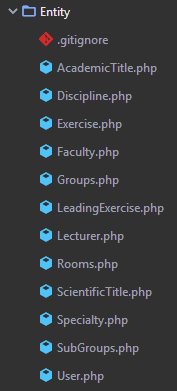 Entity
.gitignore
AcademicTitle.php
Discipline.php
Exercise.php
Faculty.php
Groups.php
LeadingExercise.php
Lecturer.php
Rooms.php
ScientificTitle.php
Specialty.php
SubGroups.php
User.php